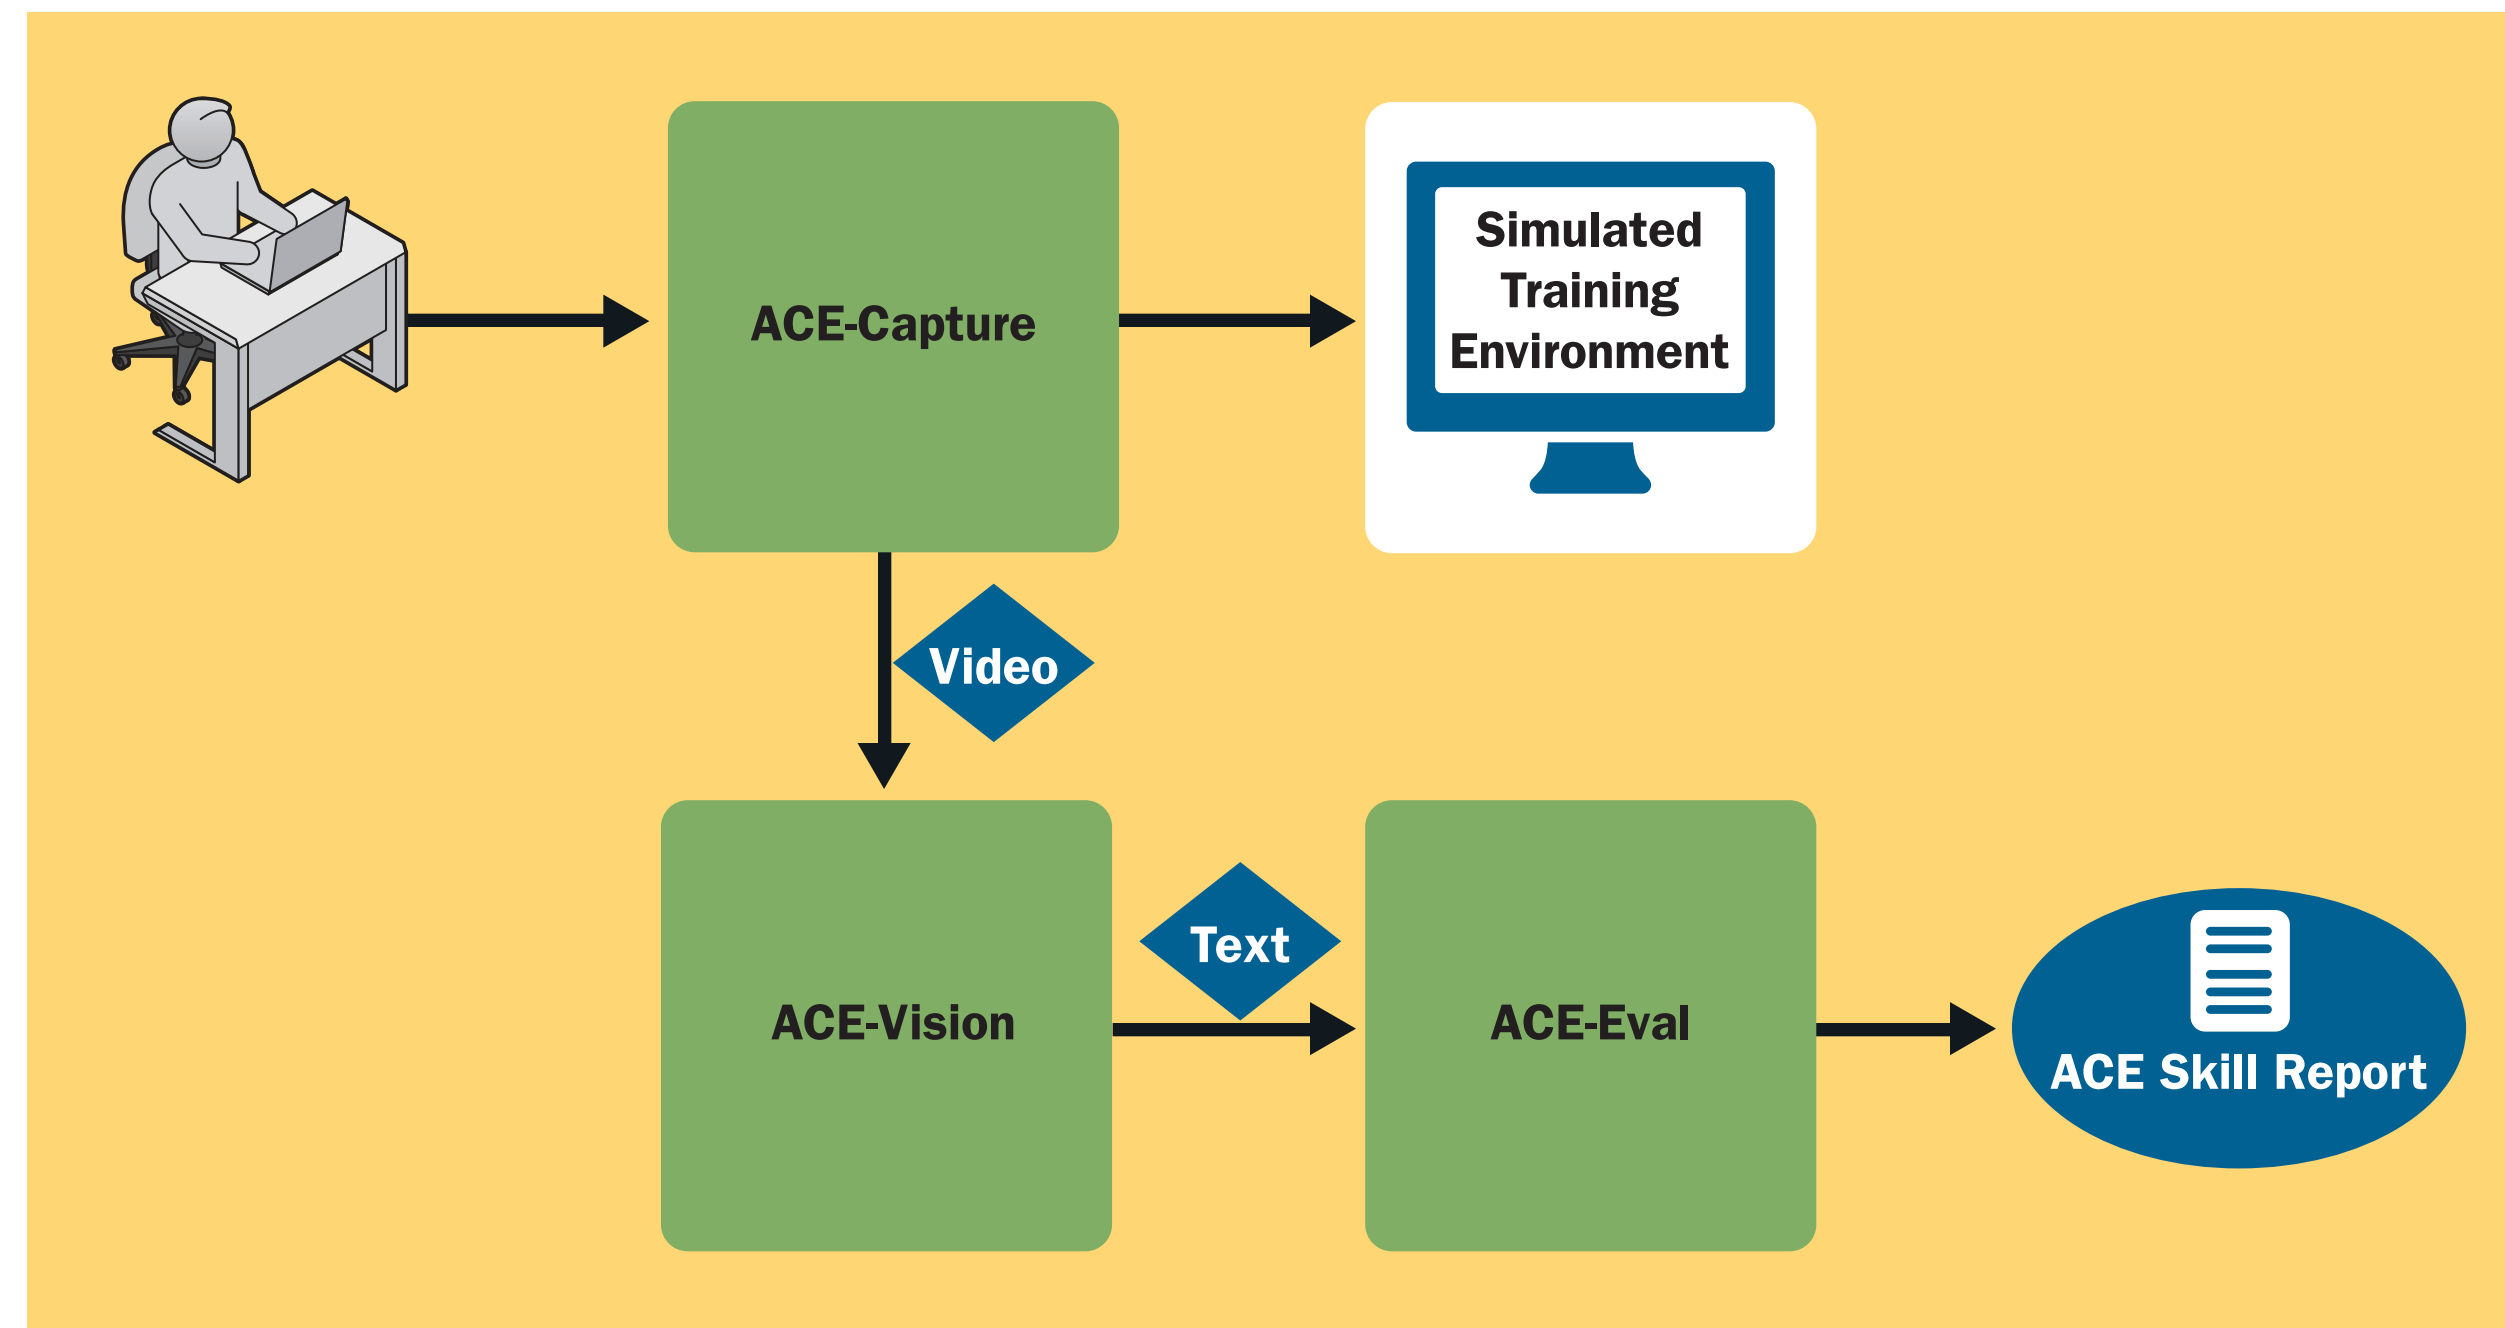 ACE-Capture
Simulated
Training
Environment
Video
ACE-Vision
Text
ACE-Eval
ACE Skill Report